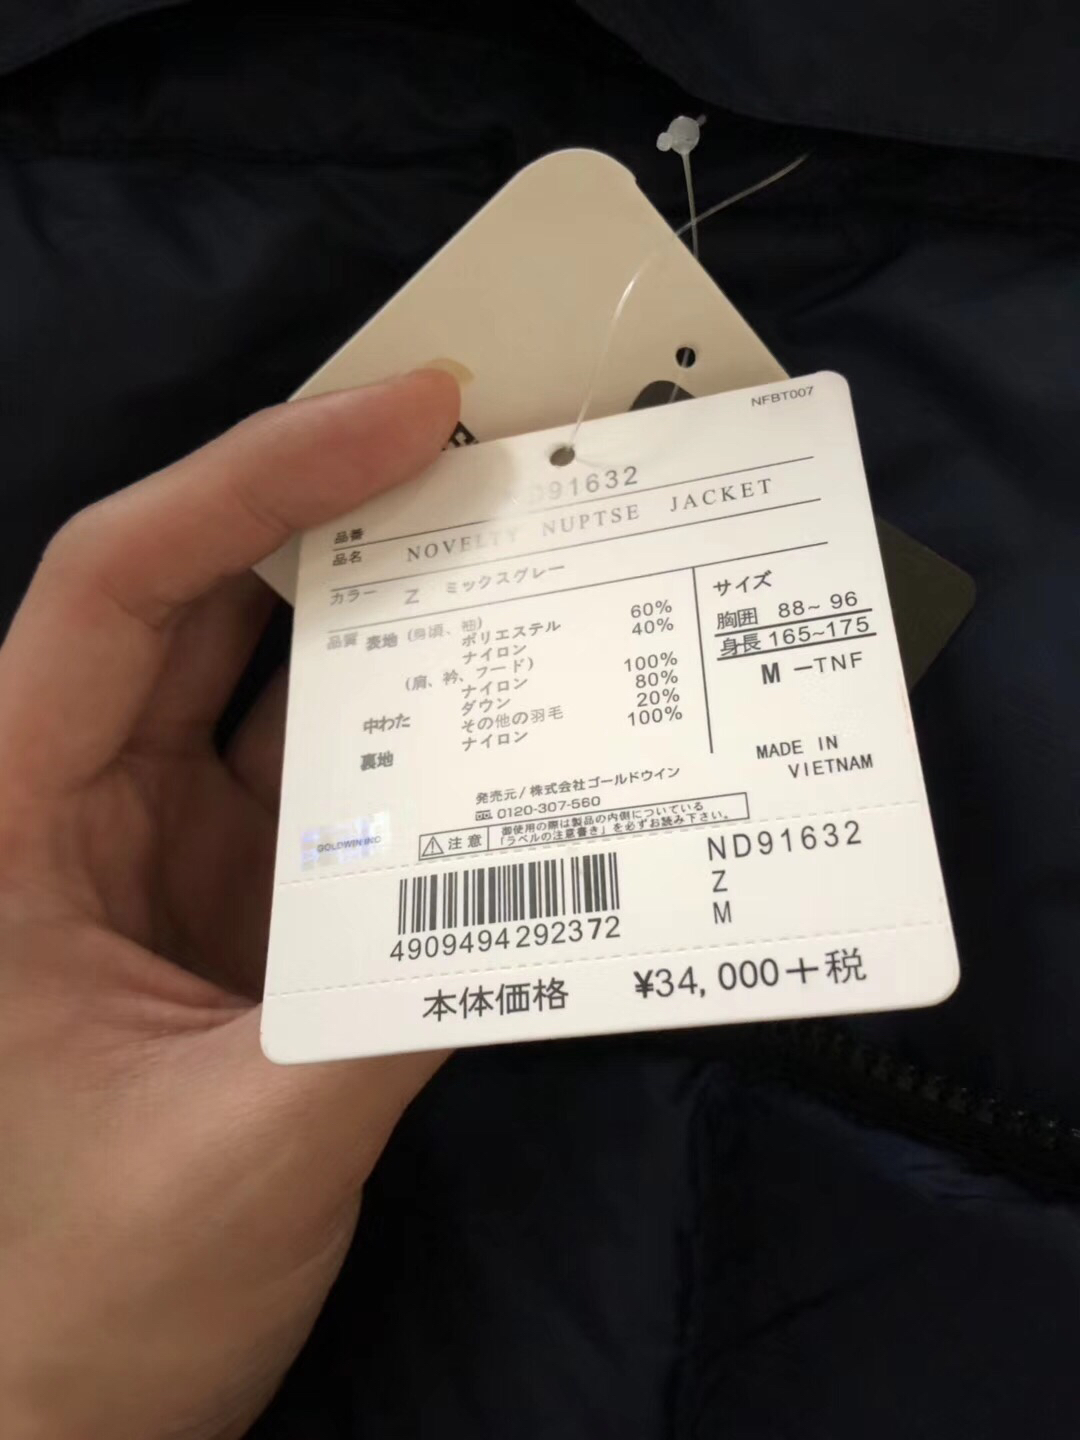 NFBT007
品番 D91632
品名 NOVELTY NUPTSE JACKET
カラー Z ミックスグレー
品質 表地 (身頃、袖)
ポリエステル 60%
ナイロン 40%
(肩、衿、フード)
ナイロン 100%
中わた ダウン 80%
その他の羽毛 20%
裏地 ナイロン 100%
サイズ
胸囲 88~ 96
身長 165~175
M -TNF
MADE IN
VIETNAM
発売元/株式会社ゴールドウイン
0120-307-560
注意 御使用の際は製品の内側についている
「ラベルの注意書き」を必ずお読み下さい。
GOLDWIN INC
ND91632
Z
M
4909494292372
本体価格 ¥34,000+税